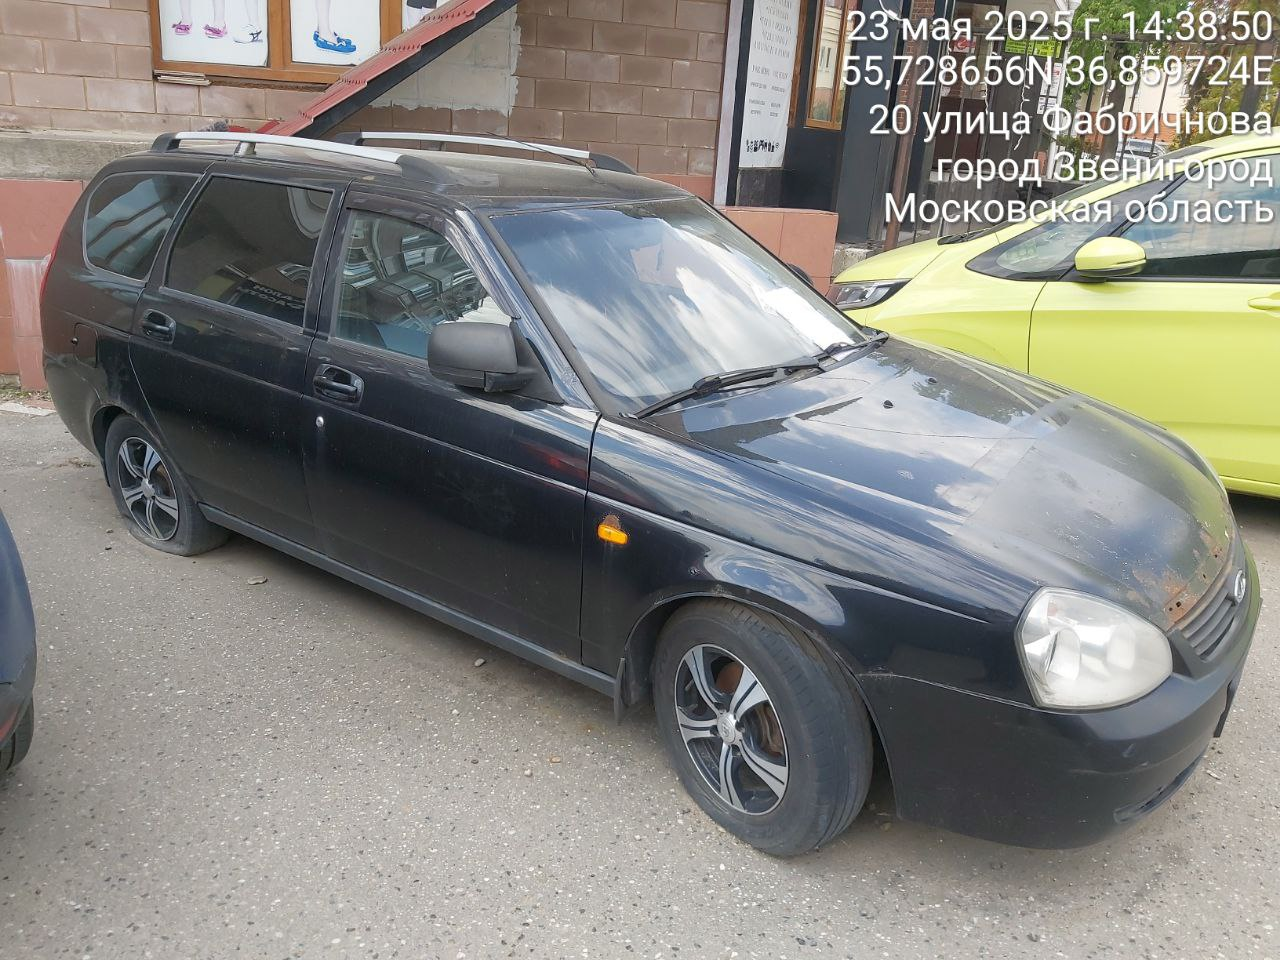 23 мая 2025 г. 14:38:50
55,728656N 36,859724E
20 улица Фабричнова
город Звенигород
Московская область